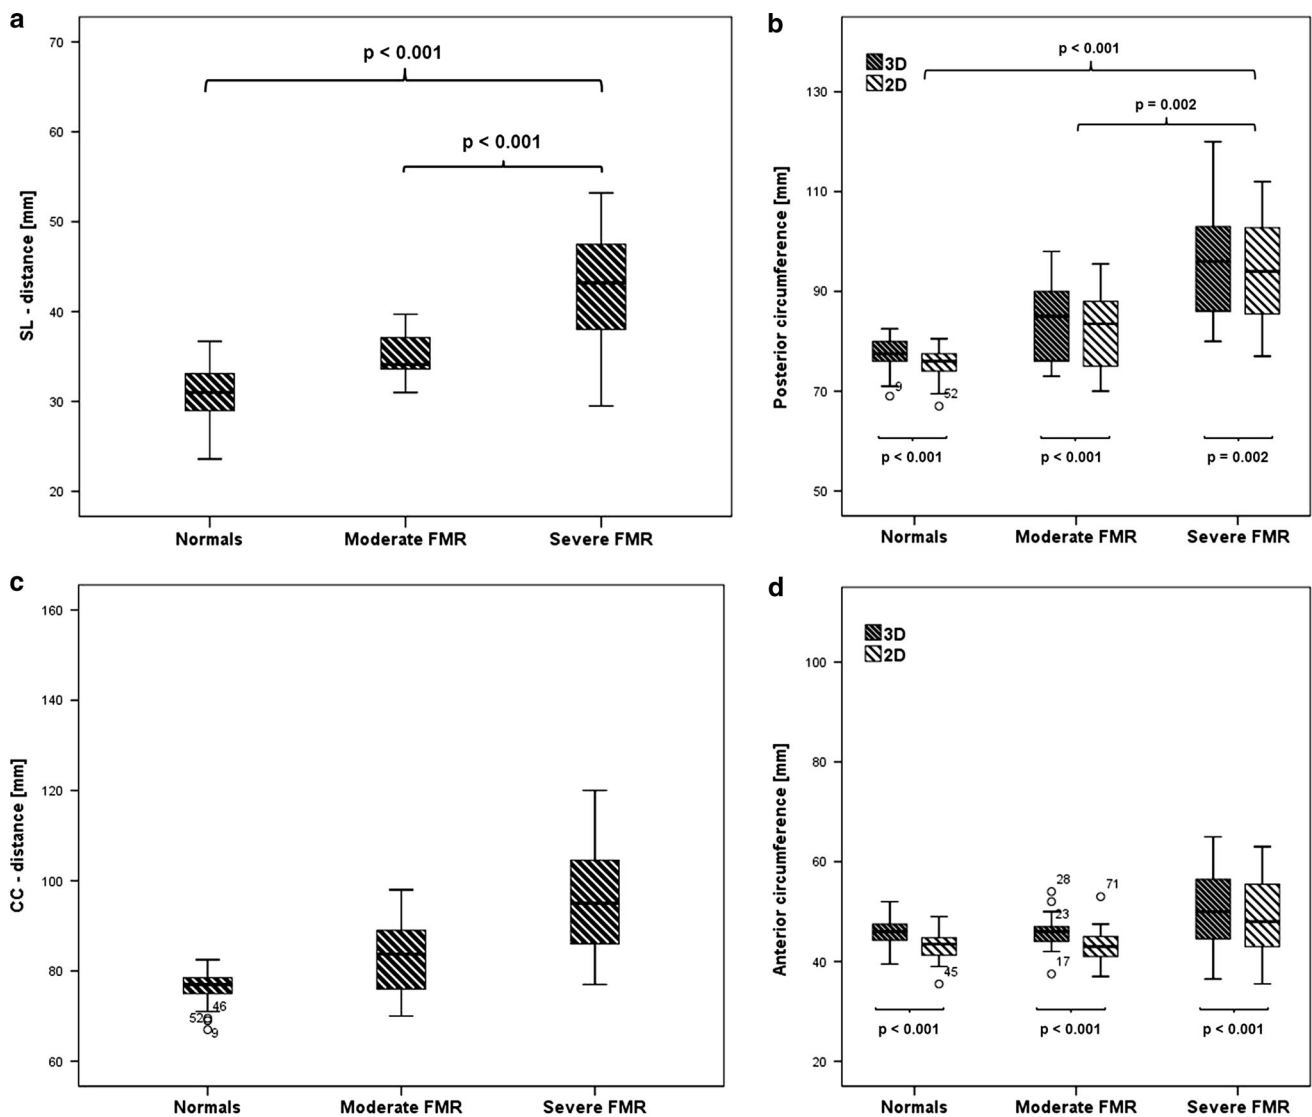 a
70
60
50
40
30
20
SL - distance [mm]
p < 0.001
p < 0.001
Normals
Moderate FMR
Severe FMR
b
3D
2D
130
110
90
70
50
Posterior circumference [mm]
p < 0.001
p = 0.002
9
52
p < 0.001
p < 0.001
p = 0.002
Normals
Moderate FMR
Severe FMR
c
160
140
120
100
80
60
CC - distance [mm]
46
52
9
Normals
Moderate FMR
Severe FMR
d
3D
2D
100
80
60
40
20
Anterior circumference [mm]
28
71
23
17
45
p < 0.001
p < 0.001
p < 0.001
Normals
Moderate FMR
Severe FMR